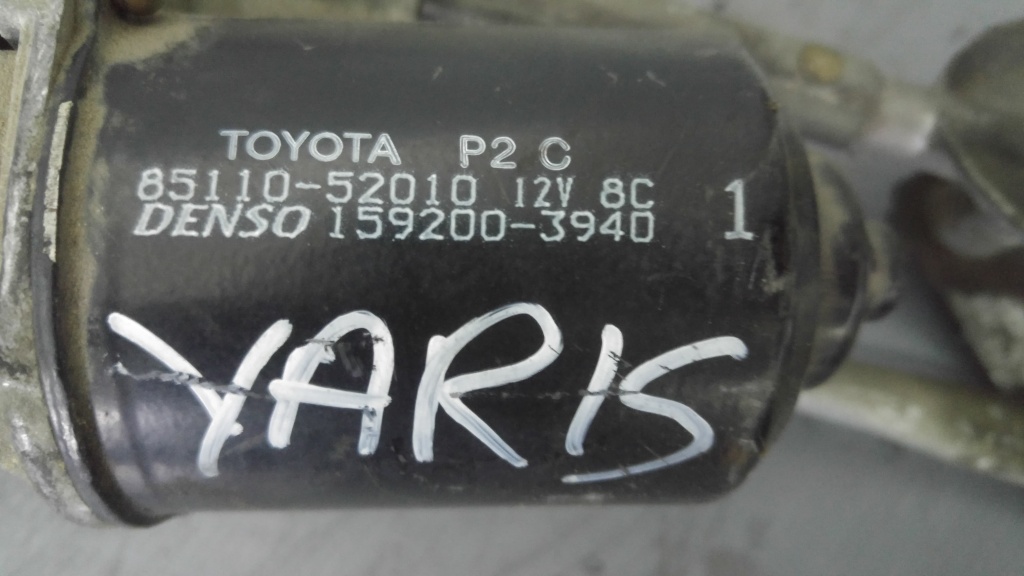 TOYOTA P2 C
85110-52010 12V 8C
DENSO 159200-3940 1
YARIS